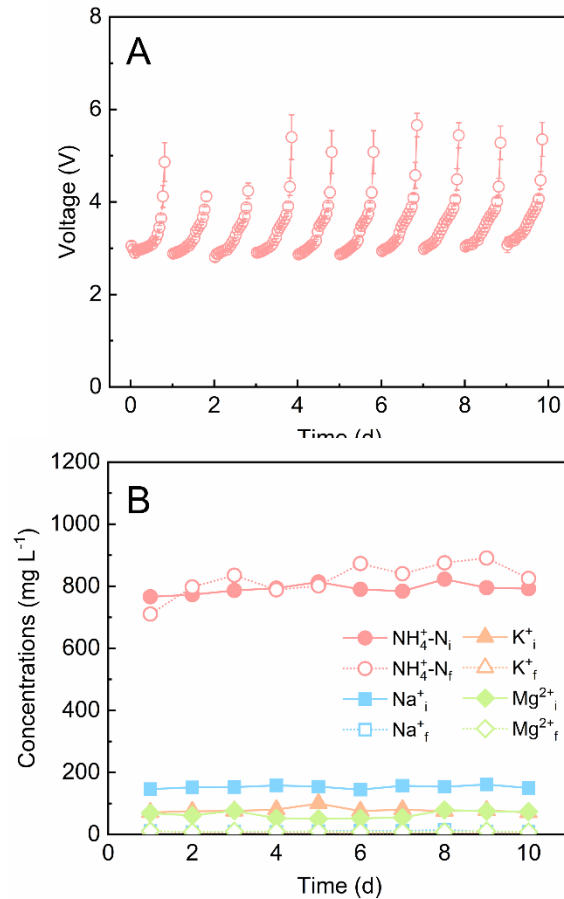 A
8
6
4
2
0
Voltage (V)
0 2 4 6 8 10
Time (d)
B
1200
1000
800
600
400
200
0
Concentrations (mg L⁻¹)
NH₄⁺-Nᵢ K⁺ᵢ
NH₄⁺-N_f K⁺_f
Na⁺ᵢ Mg²⁺ᵢ
Na⁺_f Mg²⁺_f
0 2 4 6 8 10
Time (d)